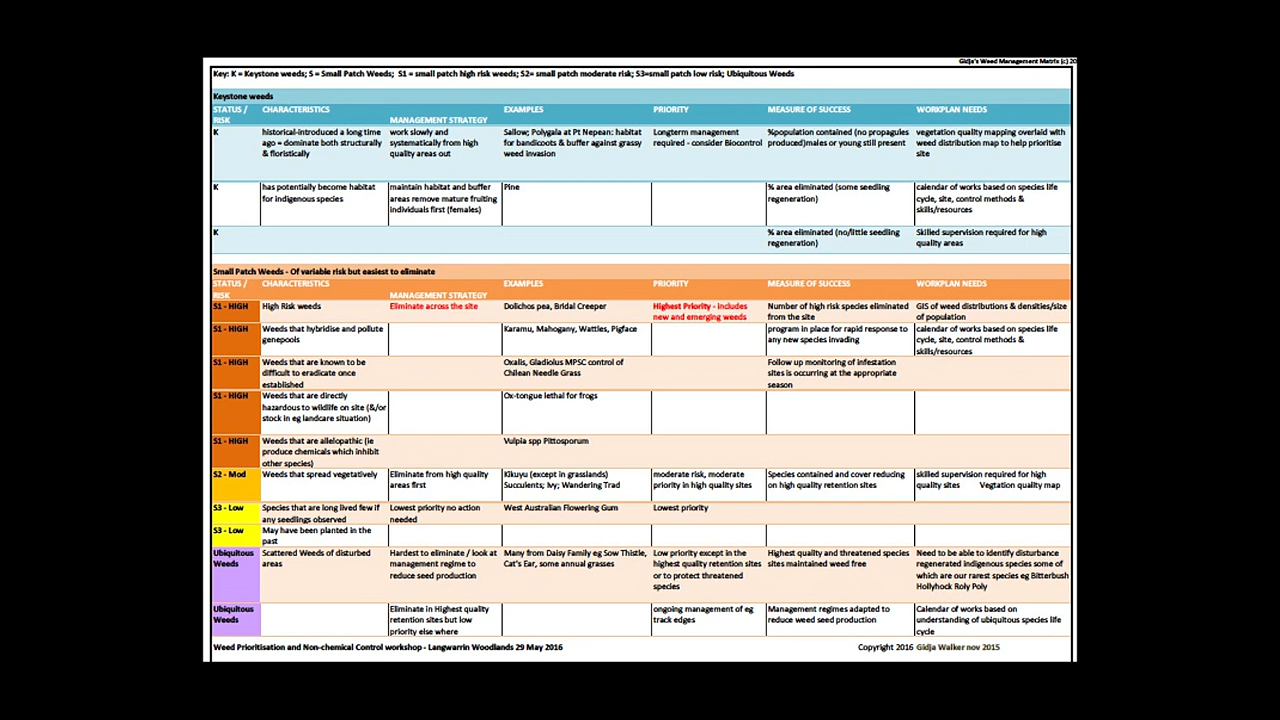 Gidja's Weed Management Matrix (c) 20
Key: K = Keystone weeds; S = Small Patch Weeds; S1 = small patch high risk weeds; S2= small patch moderate risk; S3=small patch low risk; Ubiquitous Weeds
Keystone weeds
STATUS / RISK CHARACTERISTICS MANAGEMENT STRATEGY EXAMPLES PRIORITY MEASURE OF SUCCESS WORKPLAN NEEDS
K
historical-introduced a long time
ago = dominate both structurally
& floristically
work slowly and
systematically from high
quality areas out
Sallow; Polygala at Pt Nepean: habitat
for bandicoots & buffer against grassy
weed invasion
Longterm management
required - consider Biocontrol
%population contained (no propagules
produced)males or young still present
vegetation quality mapping overlaid with
weed distribution map to help prioritise
site
K
has potentially become habitat
for indigenous species
maintain habitat and buffer
areas remove mature fruiting
individuals first (females)
Pine
% area eliminated (some seedling
regeneration)
calendar of works based on species life
cycle, site, control methods &
skills/resources
K
% area eliminated (no/little seedling
regeneration)
Skilled supervision required for high
quality areas
Small Patch Weeds - Of variable risk but easiest to eliminate
STATUS / RISK CHARACTERISTICS MANAGEMENT STRATEGY EXAMPLES PRIORITY MEASURE OF SUCCESS WORKPLAN NEEDS
S1 - HIGH
High Risk weeds
Eliminate across the site
Dolichos pea, Bridal Creeper
Highest Priority - includes
new and emerging weeds
Number of high risk species eliminated
from the site
GIS of weed distributions & densities/size
of population
S1 - HIGH
Weeds that hybridise and pollute
genepools
Karamu, Mahogany, Wattles, Pigface
program in place for rapid response to
any new species invading
calendar of works based on species life
cycle, site, control methods &
skills/resources
S1 - HIGH
Weeds that are known to be
difficult to eradicate once
established
Oxalis, Gladiolus MPSC control of
Chilean Needle Grass
Follow up monitoring of infestation
sites is occurring at the appropriate
season
S1 - HIGH
Weeds that are directly
hazardous to wildlife on site (&/or
stock in eg landcare situation)
Ox-tongue lethal for frogs
S1 - HIGH
Weeds that are allelopathic (ie
produce chemicals which inhibit
other species)
Vulpia spp Pittosporum
S2 - Mod
Weeds that spread vegetatively
Eliminate from high quality
areas first
Kikuyu (except in grasslands)
Succulents; Ivy; Wandering Trad
moderate risk, moderate
priority in high quality sites
Species contained and cover reducing
on high quality retention sites
skilled supervision required for high
quality sites Vegtation quality map
S3 - Low
Species that are long lived few if
any seedlings observed
Lowest priority no action
needed
West Australian Flowering Gum
Lowest priority
S3 - Low
May have been planted in the
past
Ubiquitous
Weeds
Scattered Weeds of disturbed
areas
Hardest to eliminate / look at
management regime to
reduce seed production
Many from Daisy Family eg Sow Thistle,
Cat's Ear, some annual grasses
Low priority except in the
highest quality retention sites
or to protect threatened
species
Highest quality and threatened species
sites maintained weed free
Need to be able to identify disturbance
regenerated indigenous species some of
which are our rarest species eg Bitterbush
Hollyhock Roly Poly
Ubiquitous
Weeds
Eliminate in Highest quality
retention sites but low
priority else where
ongoing management of eg
track edges
Management regimes adapted to
reduce weed seed production
Calendar of works based on
understanding of ubiquitous species life
cycle
Weed Prioritisation and Non-chemical Control workshop - Langwarrin Woodlands 29 May 2016
Copyright 2016 Gidja Walker nov 2015